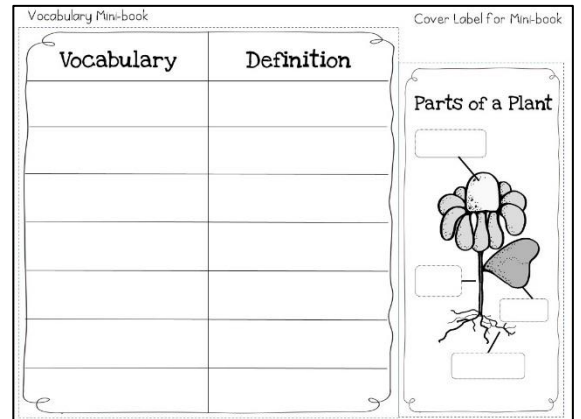 Vocabulary Mini-book
Cover Label for Mini-book
Vocabulary Definition
Parts of a Plant